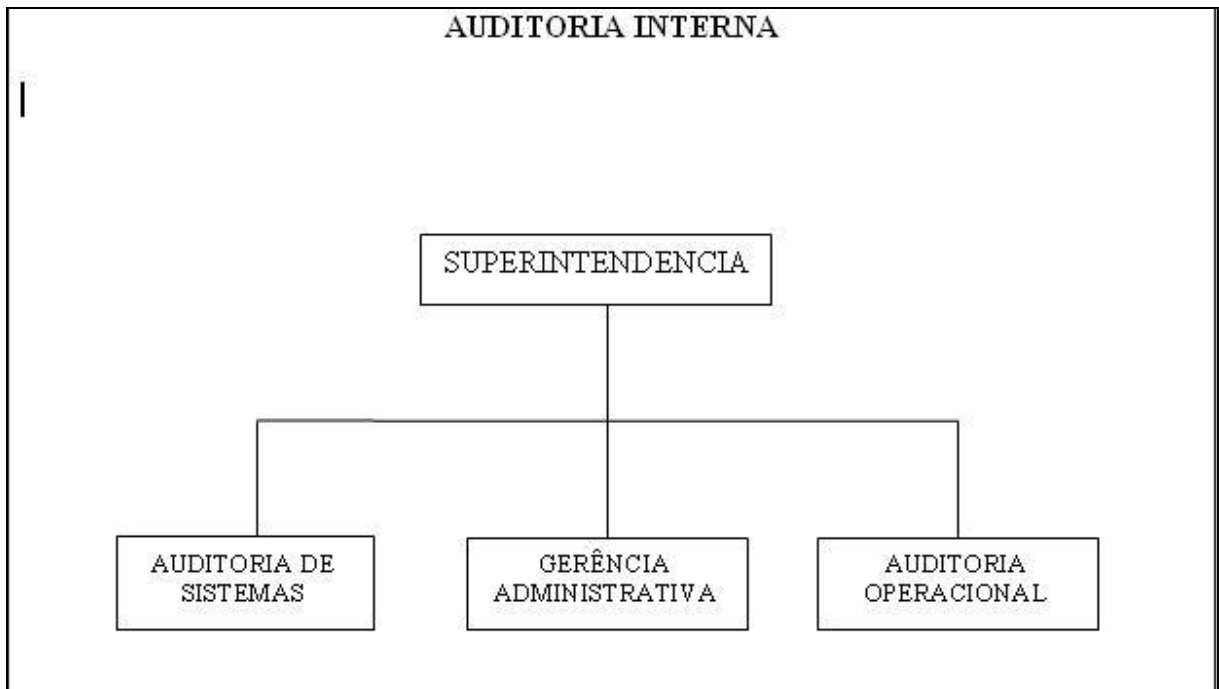 AUDITORIA INTERNA
SUPERINTENDENCIA
AUDITORIA DE
SISTEMAS
GERÊNCIA
ADMINISTRATIVA
AUDITORIA
OPERACIONAL